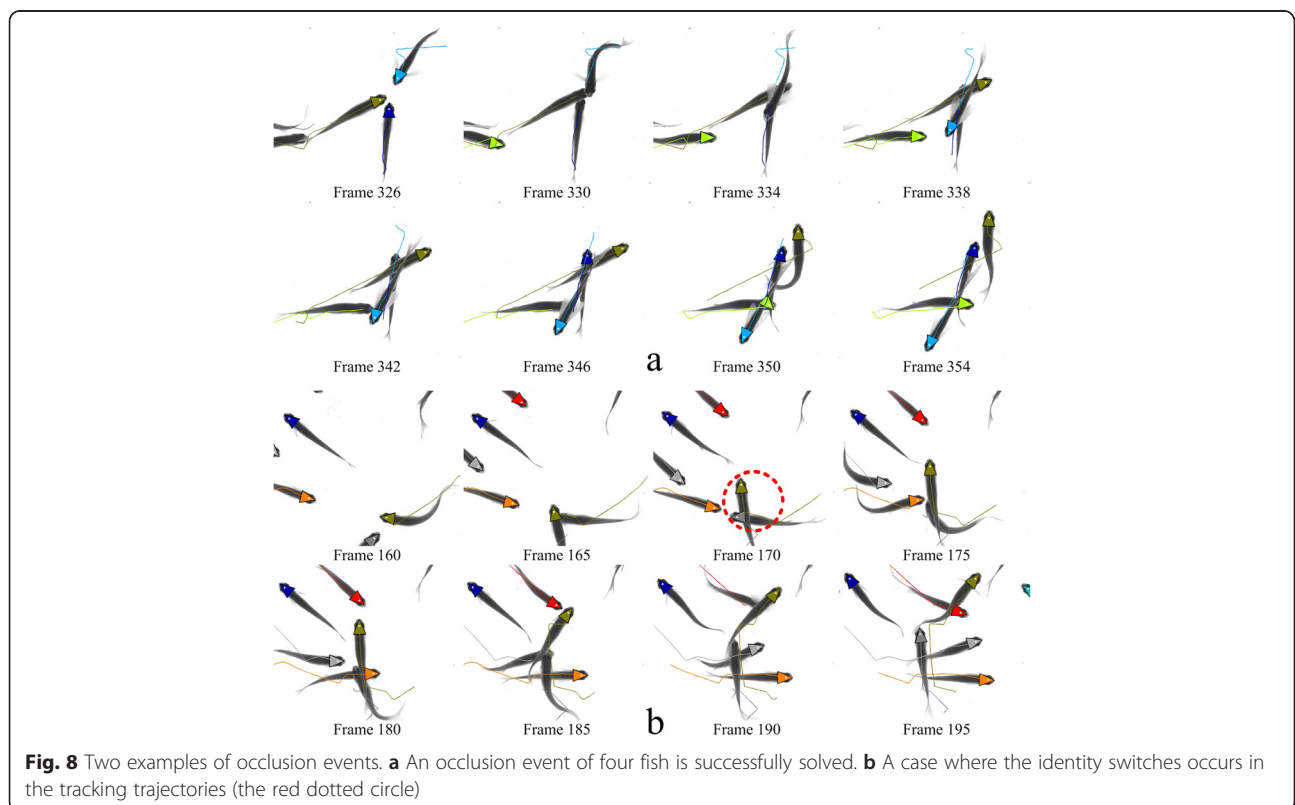 Frame 326 Frame 330 Frame 334 Frame 338
Frame 342 Frame 346 a Frame 350 Frame 354
Frame 160 Frame 165 Frame 170 Frame 175
Frame 180 Frame 185 Frame 190 Frame 195
b
Fig. 8 Two examples of occlusion events. a An occlusion event of four fish is successfully solved. b A case where the identity switches occurs in
the tracking trajectories (the red dotted circle)